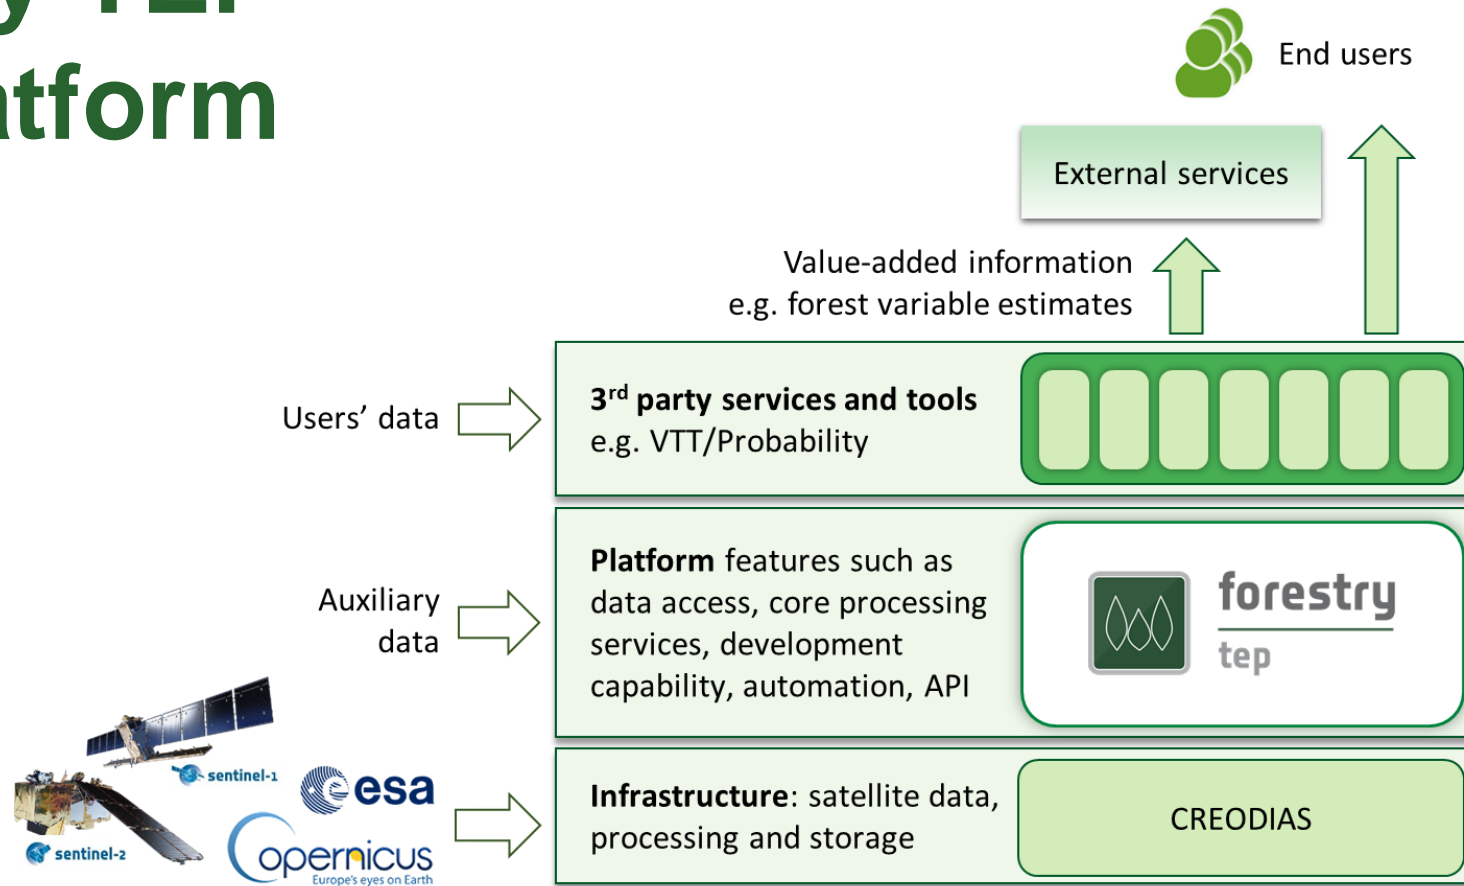 atform
End users
External services
Value-added information
e.g. forest variable estimates
Users’ data
3rd party services and tools
e.g. VTT/Probability
Auxiliary
data
Platform features such as
data access, core processing
services, development
capability, automation, API
forestry
tep
sentinel-1
sentinel-2
esa
opernicus
Europe's eyes on Earth
Infrastructure: satellite data,
processing and storage
CREODIAS